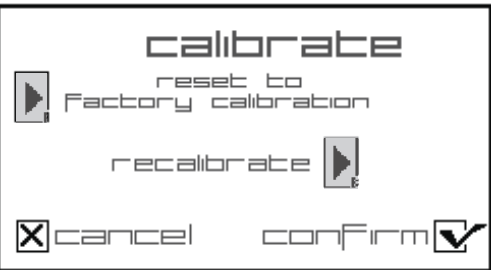 calibrate
reset to
Factory calibration
recalibrate
cancel
conFirm